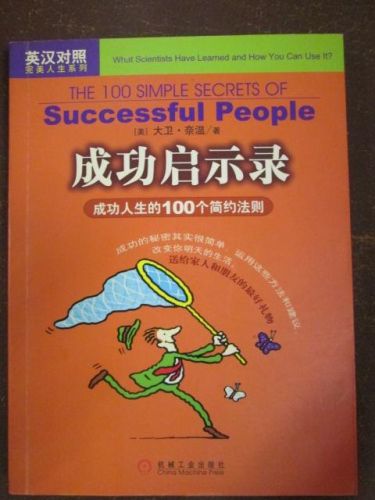 英汉对照
完美人生系列
What Scientists Have Learned and How You Can Use It?
THE 100 SIMPLE SECRETS OF
Successful People
[美] 大卫·奈温 / 著
成功启示录
成功人生的100个简约法则
成功的秘密其实很简单，运用这些方法和建议，
改变你明天的生活。
送给家人和朋友的最好礼物
机械工业出版社
CHINA MACHINE PRESS